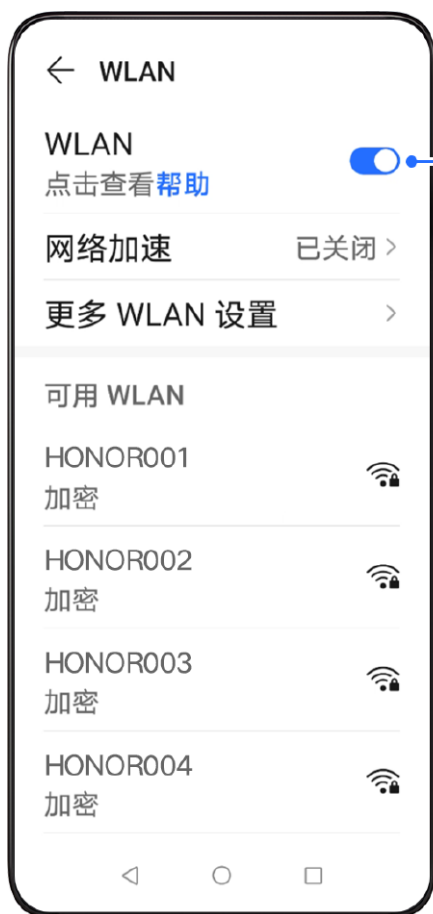 WLAN
WLAN
点击查看帮助
网络加速 已关闭
更多 WLAN 设置
可用 WLAN
HONOR001
加密
HONOR002
加密
HONOR003
加密
HONOR004
加密